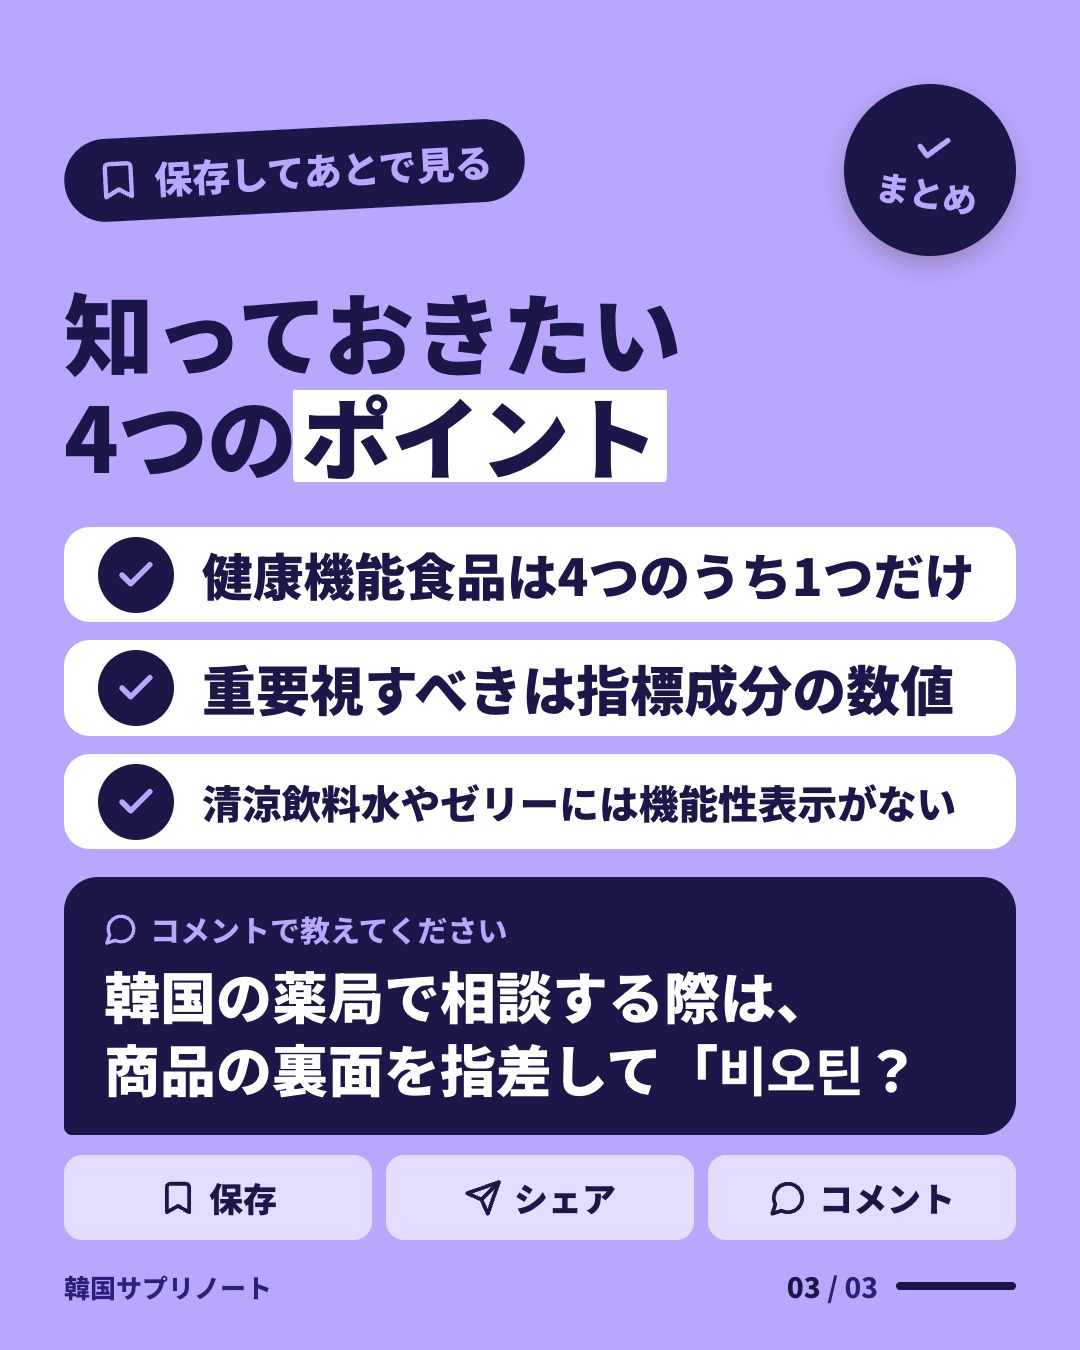 保存してあとで見る
まとめ
知っておきたい
4つのポイント
健康機能食品は4つのうち1つだけ
重要視すべきは指標成分の数値
清涼飲料水やゼリーには機能性表示がない
コメントで教えてください
韓国の薬局で相談する際は、
商品の裏面を指差して「비오틴？
保存
シェア
コメント
韓国サプリノート
03 / 03